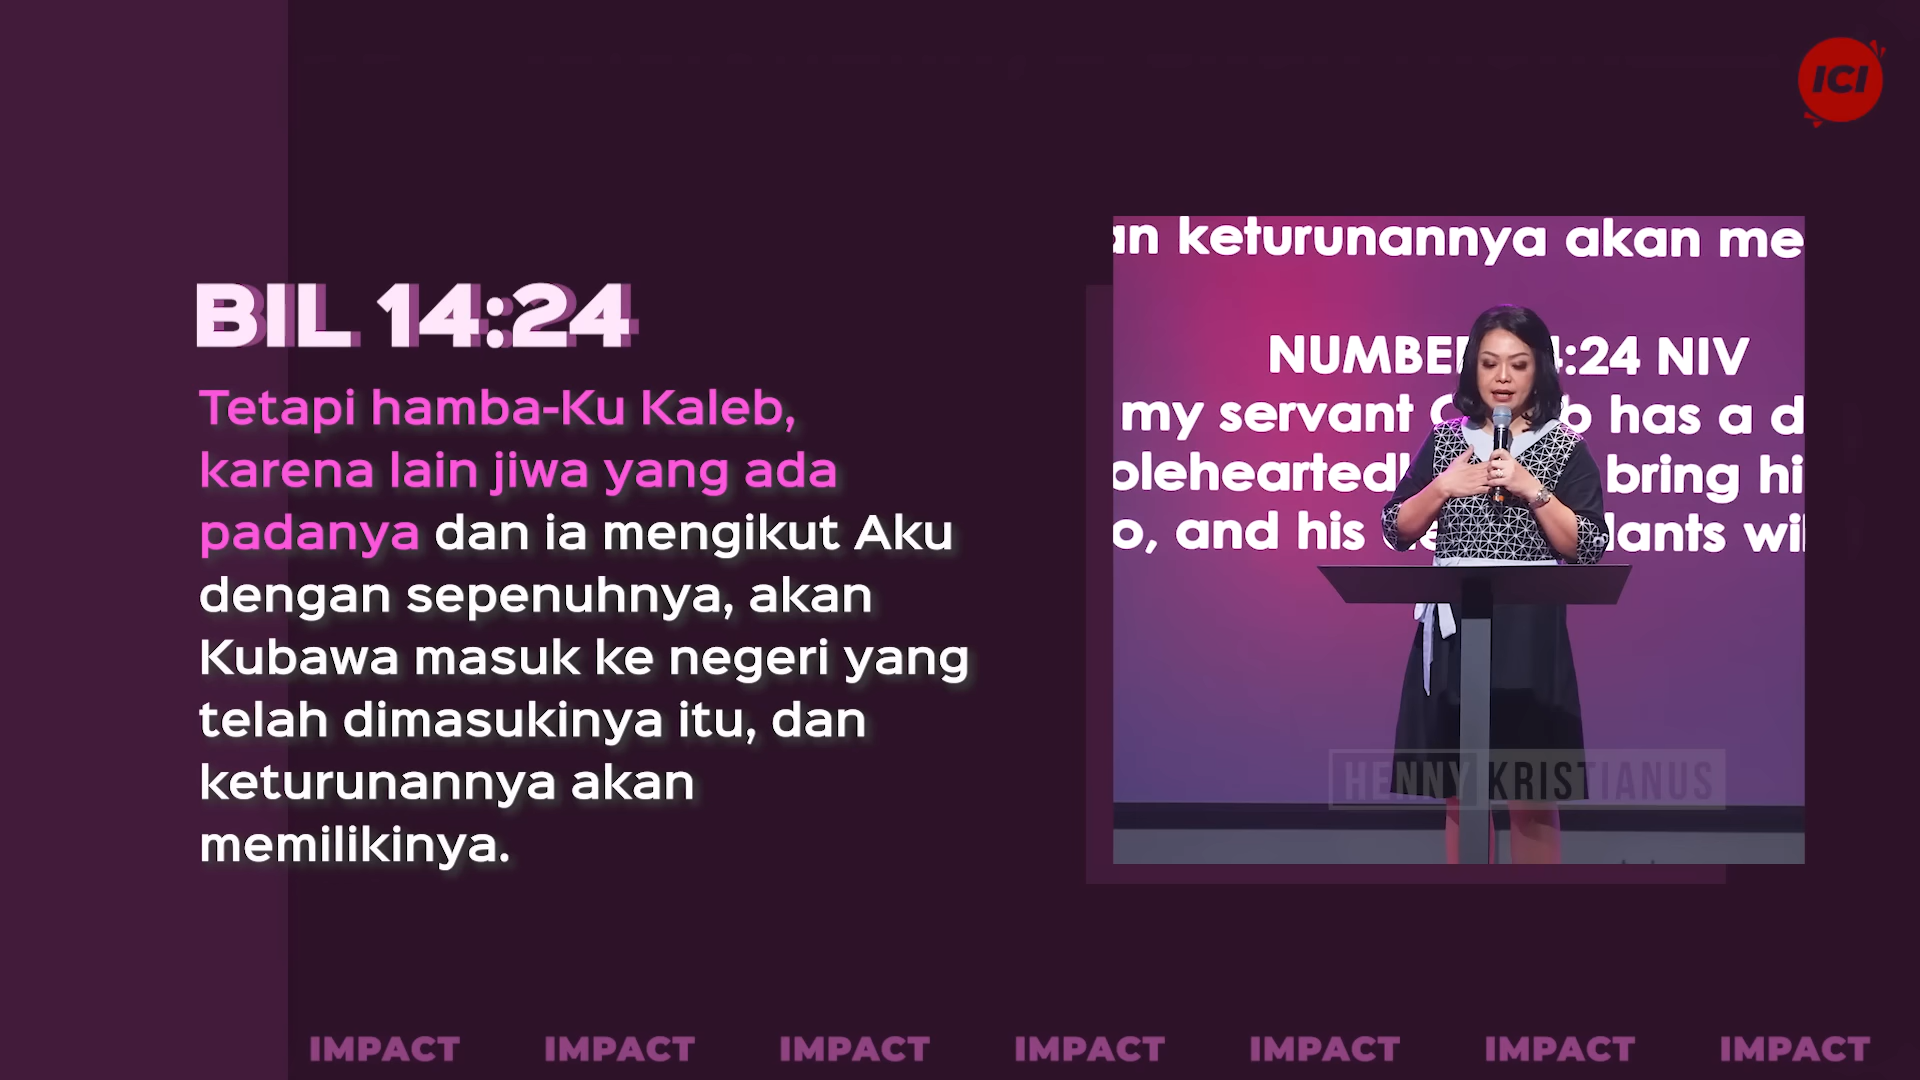 ICI
BIL 14:24
Tetapi hamba-Ku Kaleb,
karena lain jiwa yang ada
padanya dan ia mengikut Aku
dengan sepenuhnya, akan
Kubawa masuk ke negeri yang
telah dimasukinya itu, dan
keturunannya akan
memilikinya.
keturunannya akan
4:24 NIV
my servant has a
bring
and his
HENNY KRISTIANUS
IMPACT IMPACT IMPACT IMPACT IMPACT IMPACT IMPACT